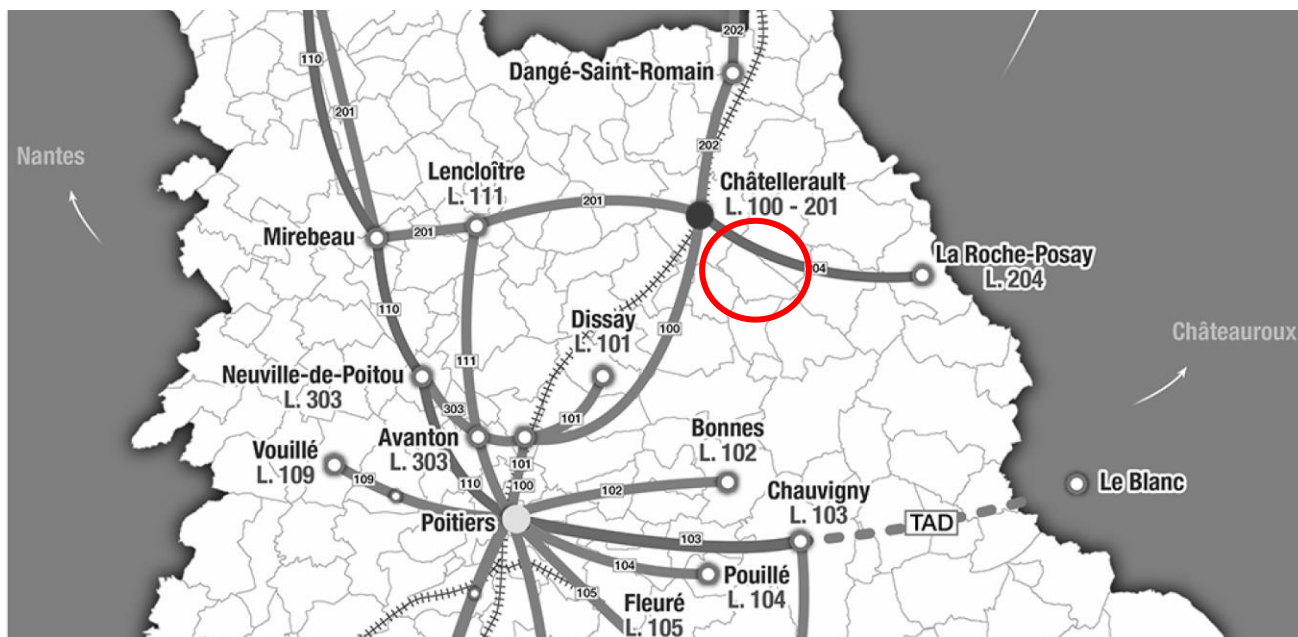 202
Dangé-Saint-Romain
110
201
Nantes
202
Lencloître
L. 111
Châtellerault
L. 100 - 201
201
Mirebeau
201
La Roche-Posay
L. 204
04
110
Dissay
L. 101
100
Châteauroux
111
Neuville-de-Poitou
L. 303
303
101
Bonnes
L. 102
Vouillé
L. 109
Avanton
L. 303
101
109
110
100
102
Chauvigny
L. 103
Le Blanc
Poitiers
TAD
103
104
Pouillé
L. 104
105
Fleuré
L. 105